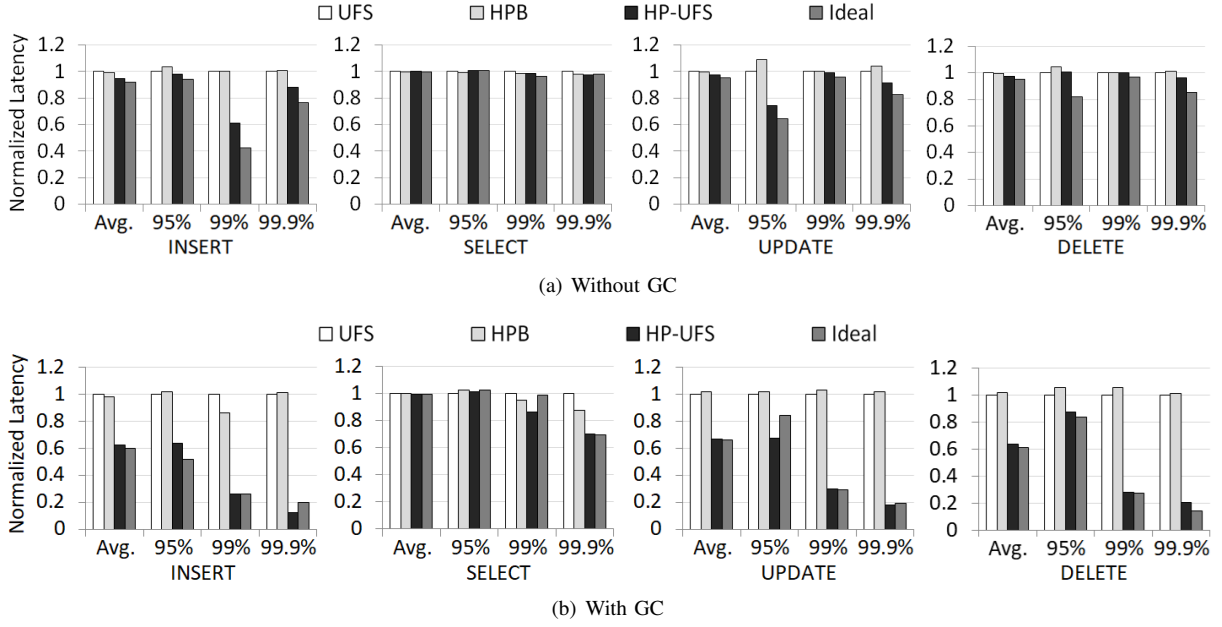 UFS HPB HP-UFS Ideal
Normalized Latency
1.2 1.2 1.2 1.2
1 1 1 1
0.8 0.8 0.8 0.8
0.6 0.6 0.6 0.6
0.4 0.4 0.4 0.4
0.2 0.2 0.2 0.2
0 0 0 0
Avg. 95% 99% 99.9% Avg. 95% 99% 99.9% Avg. 95% 99% 99.9% Avg. 95% 99% 99.9%
INSERT SELECT UPDATE DELETE
(a) Without GC
UFS HPB HP-UFS Ideal
Normalized Latency
1.2 1.2 1.2 1.2
1 1 1 1
0.8 0.8 0.8 0.8
0.6 0.6 0.6 0.6
0.4 0.4 0.4 0.4
0.2 0.2 0.2 0.2
0 0 0 0
Avg. 95% 99% 99.9% Avg. 95% 99% 99.9% Avg. 95% 99% 99.9% Avg. 95% 99% 99.9%
INSERT SELECT UPDATE DELETE
(b) With GC